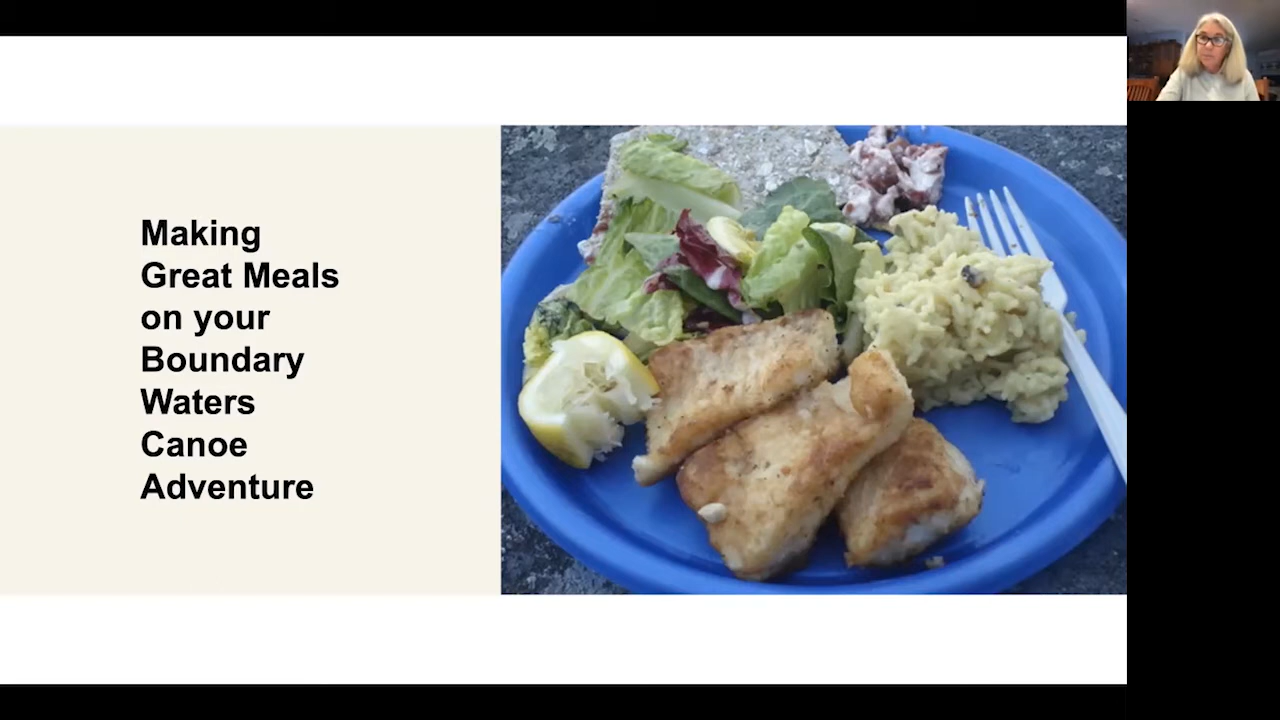 Making
Great Meals
on your
Boundary
Waters
Canoe
Adventure